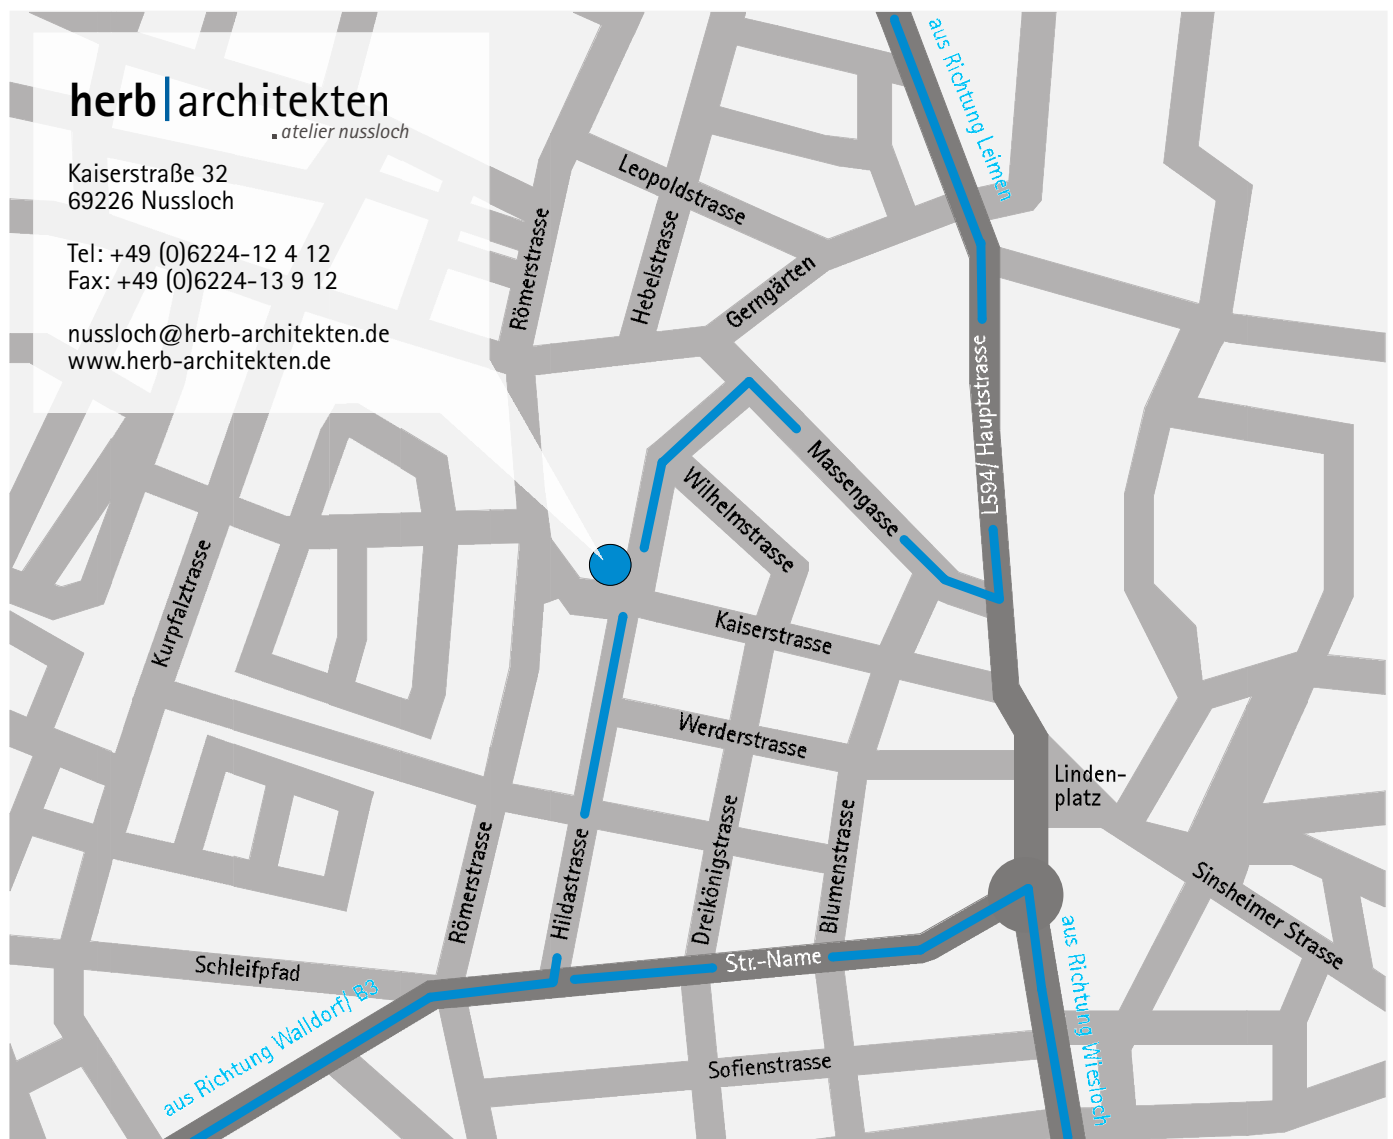 herb|architekten
.atelier nussloch
Kaiserstraße 32
69226 Nussloch
Tel: +49 (0)6224-12 4 12
Fax: +49 (0)6224-13 9 12
nussloch@herb-architekten.de
www.herb-architekten.de
aus Richtung Leimen
Leopoldstrasse
Römerstrasse
Hebelstrasse
Gerngärten
L594/ Hauptstrasse
Massengasse
Wilhelmstrasse
Kurpfalztrasse
Kaiserstrasse
Werderstrasse
Linden-
platz
Römerstrasse
Hildastrasse
Dreikönigstrasse
Blumenstrasse
Sinsheimer Strasse
Schleifpfad
Str.-Name
aus Richtung Walldorf/ B3
aus Richtung Wiesloch
Sofienstrasse